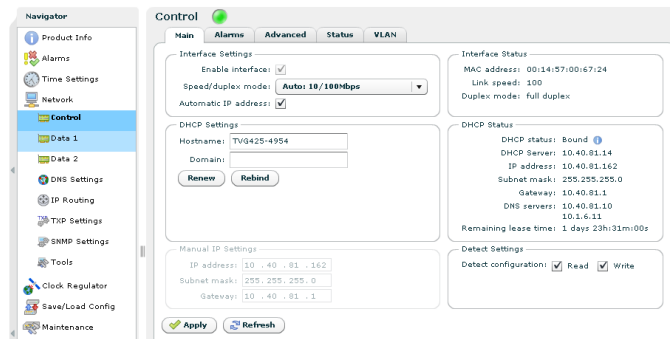 Navigator
Product Info
Alarms
Time Settings
Network
Control
Data 1
Data 2
DNS Settings
IP Routing
TXP
TXP Settings
SNMP Settings
Tools
Clock Regulator
Save/Load Config
Maintenance
Control
Main Alarms Advanced Status VLAN
Interface Settings
Enable interface:
Speed/duplex mode: Auto: 10/100Mbps
Automatic IP address:
DHCP Settings
Hostname: TVG425-4954
Domain:
Renew Rebind
Manual IP Settings
IP address: 10 . 40 . 81 . 162
Subnet mask: 255. 255. 255. 0
Gateway: 10 . 40 . 81 . 1
Apply Refresh
Interface Status
MAC address: 00:14:57:00:67:24
Link speed: 100
Duplex mode: full duplex
DHCP Status
DHCP status: Bound
DHCP Server: 10.40.81.14
IP address: 10.40.81.162
Subnet mask: 255.255.255.0
Gateway: 10.40.81.1
DNS servers: 10.40.81.10
10.1.6.11
Remaining lease time: 1 days 23h:31m:00s
Detect Settings
Detect configuration: Read Write